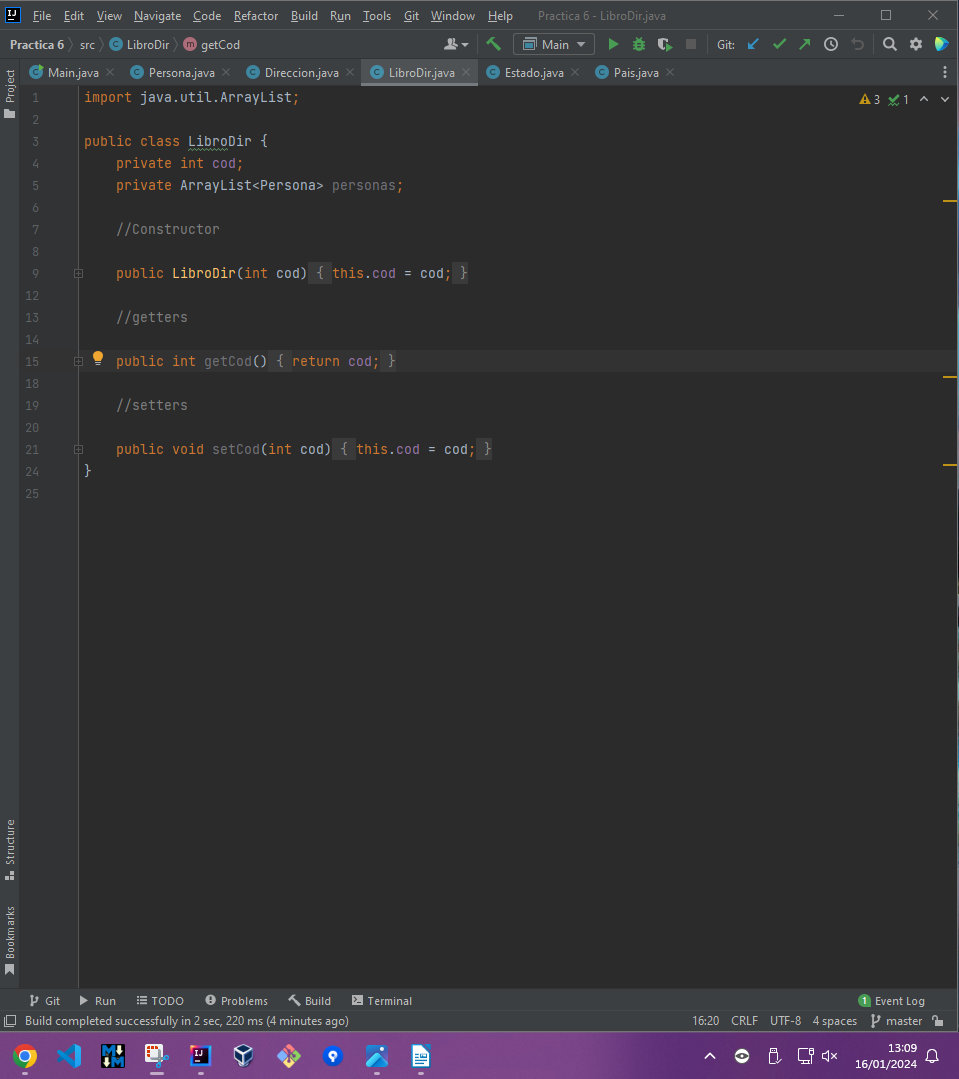 File Edit View Navigate Code Refactor Build Run Tools Git Window Help Practica 6 - LibroDir.java
Practica 6 src LibroDir getCod Main Git:
Main.java Persona.java Direccion.java LibroDir.java Estado.java Pais.java
Project
1 import java.util.ArrayList; 3 1
2
3 public class LibroDir {
4 private int cod;
5 private ArrayList<Persona> personas;
6
7 //Constructor
8
9 public LibroDir(int cod) { this.cod = cod; }
12
13 //getters
14
15 public int getCod() { return cod; }
18
19 //setters
20
21 public void setCod(int cod) { this.cod = cod; }
24 }
25
Structure
Bookmarks
Git Run TODO Problems Build Terminal 1 Event Log
Build completed successfully in 2 sec, 220 ms (4 minutes ago) 16:20 CRLF UTF-8 4 spaces master
13:09
16/01/2024